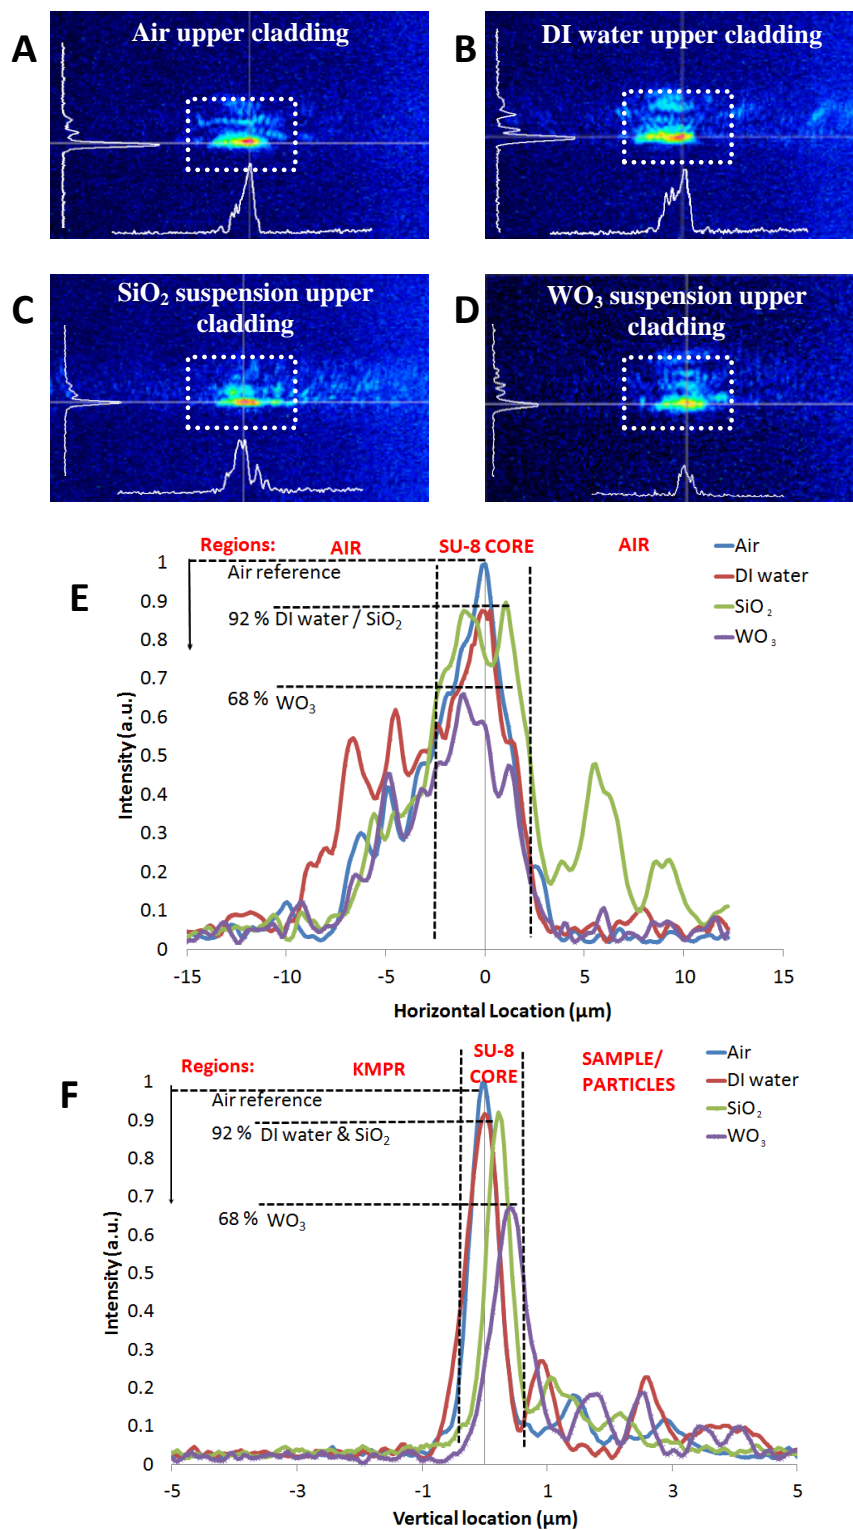 A
Air upper cladding
B
DI water upper cladding
C
SiO₂ suspension upper
cladding
D
WO₃ suspension upper
cladding
E
Regions:
AIR
SU-8 CORE
AIR
Air reference
92 % DI water / SiO₂
68 % WO₃
Air
DI water
SiO₂
WO₃
Intensity (a.u.)
1
0.9
0.8
0.7
0.6
0.5
0.4
0.3
0.2
0.1
0
-15
-10
-5
0
5
10
15
Horizontal Location (µm)
F
Regions:
KMPR
SU-8
CORE
SAMPLE/
PARTICLES
Air reference
92 % DI water & SiO₂
68 % WO₃
Air
DI water
SiO₂
WO₃
Intensity (a.u.)
1
0.9
0.8
0.7
0.6
0.5
0.4
0.3
0.2
0.1
0
-5
-3
-1
1
3
5
Vertical location (µm)